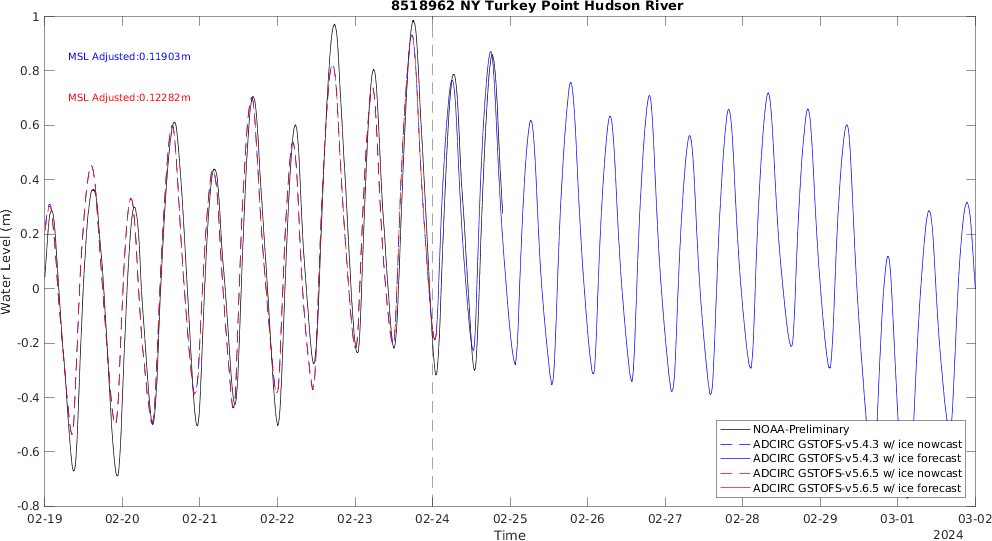 8518962 NY Turkey Point Hudson River
MSL Adjusted:0.11903m
MSL Adjusted:0.12282m
Water Level (m)
1
0.8
0.6
0.4
0.2
0
-0.2
-0.4
-0.6
-0.8
NOAA-Preliminary
ADCIRC GSTOFS-v5.4.3 w/ ice nowcast
ADCIRC GSTOFS-v5.4.3 w/ ice forecast
ADCIRC GSTOFS-v5.6.5 w/ ice nowcast
ADCIRC GSTOFS-v5.6.5 w/ ice forecast
02-19 02-20 02-21 02-22 02-23 02-24 02-25 02-26 02-27 02-28 02-29 03-01 03-02
Time
2024